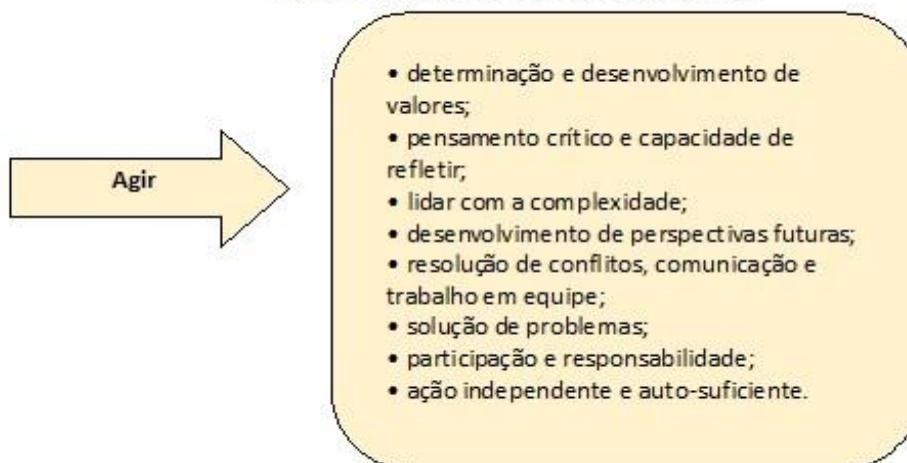 Agir
• determinação e desenvolvimento de
valores;
• pensamento crítico e capacidade de
refletir;
• lidar com a complexidade;
• desenvolvimento de perspectivas futuras;
• resolução de conflitos, comunicação e
trabalho em equipe;
• solução de problemas;
• participação e responsabilidade;
• ação independente e auto-suficiente.